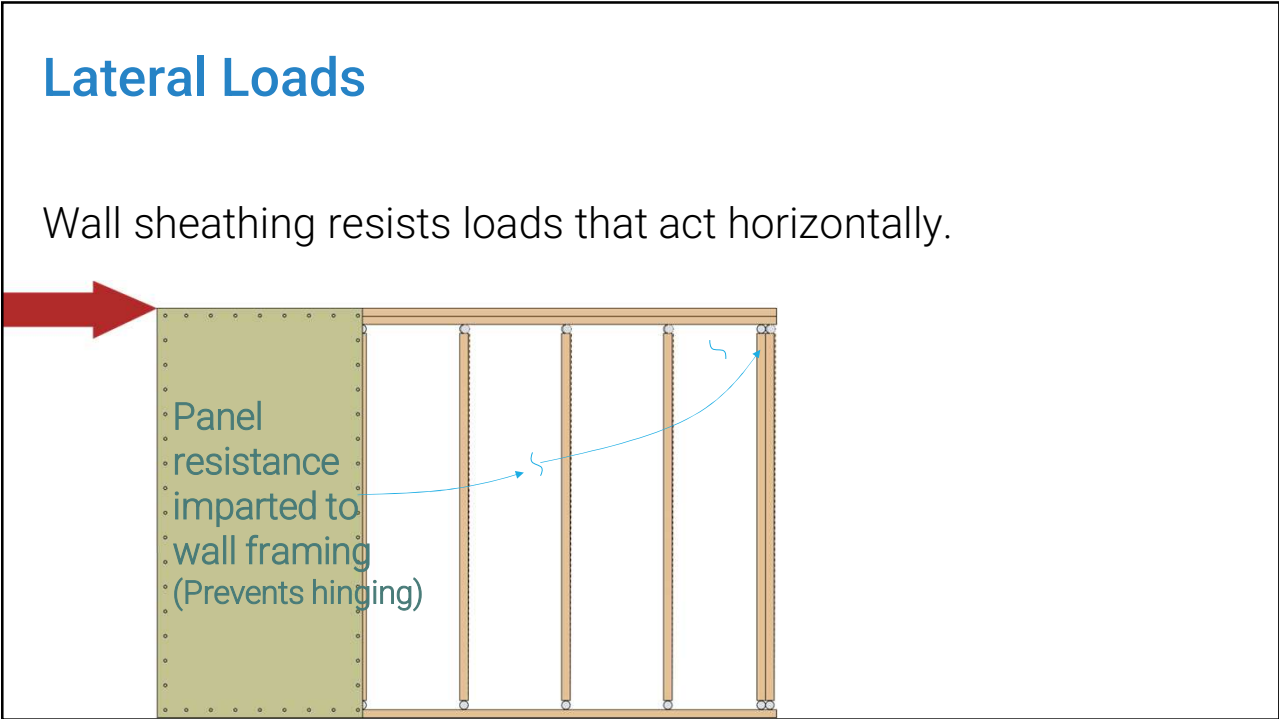 Lateral Loads
Wall sheathing resists loads that act horizontally.
Panel
resistance
imparted to
wall framing
(Prevents hinging)